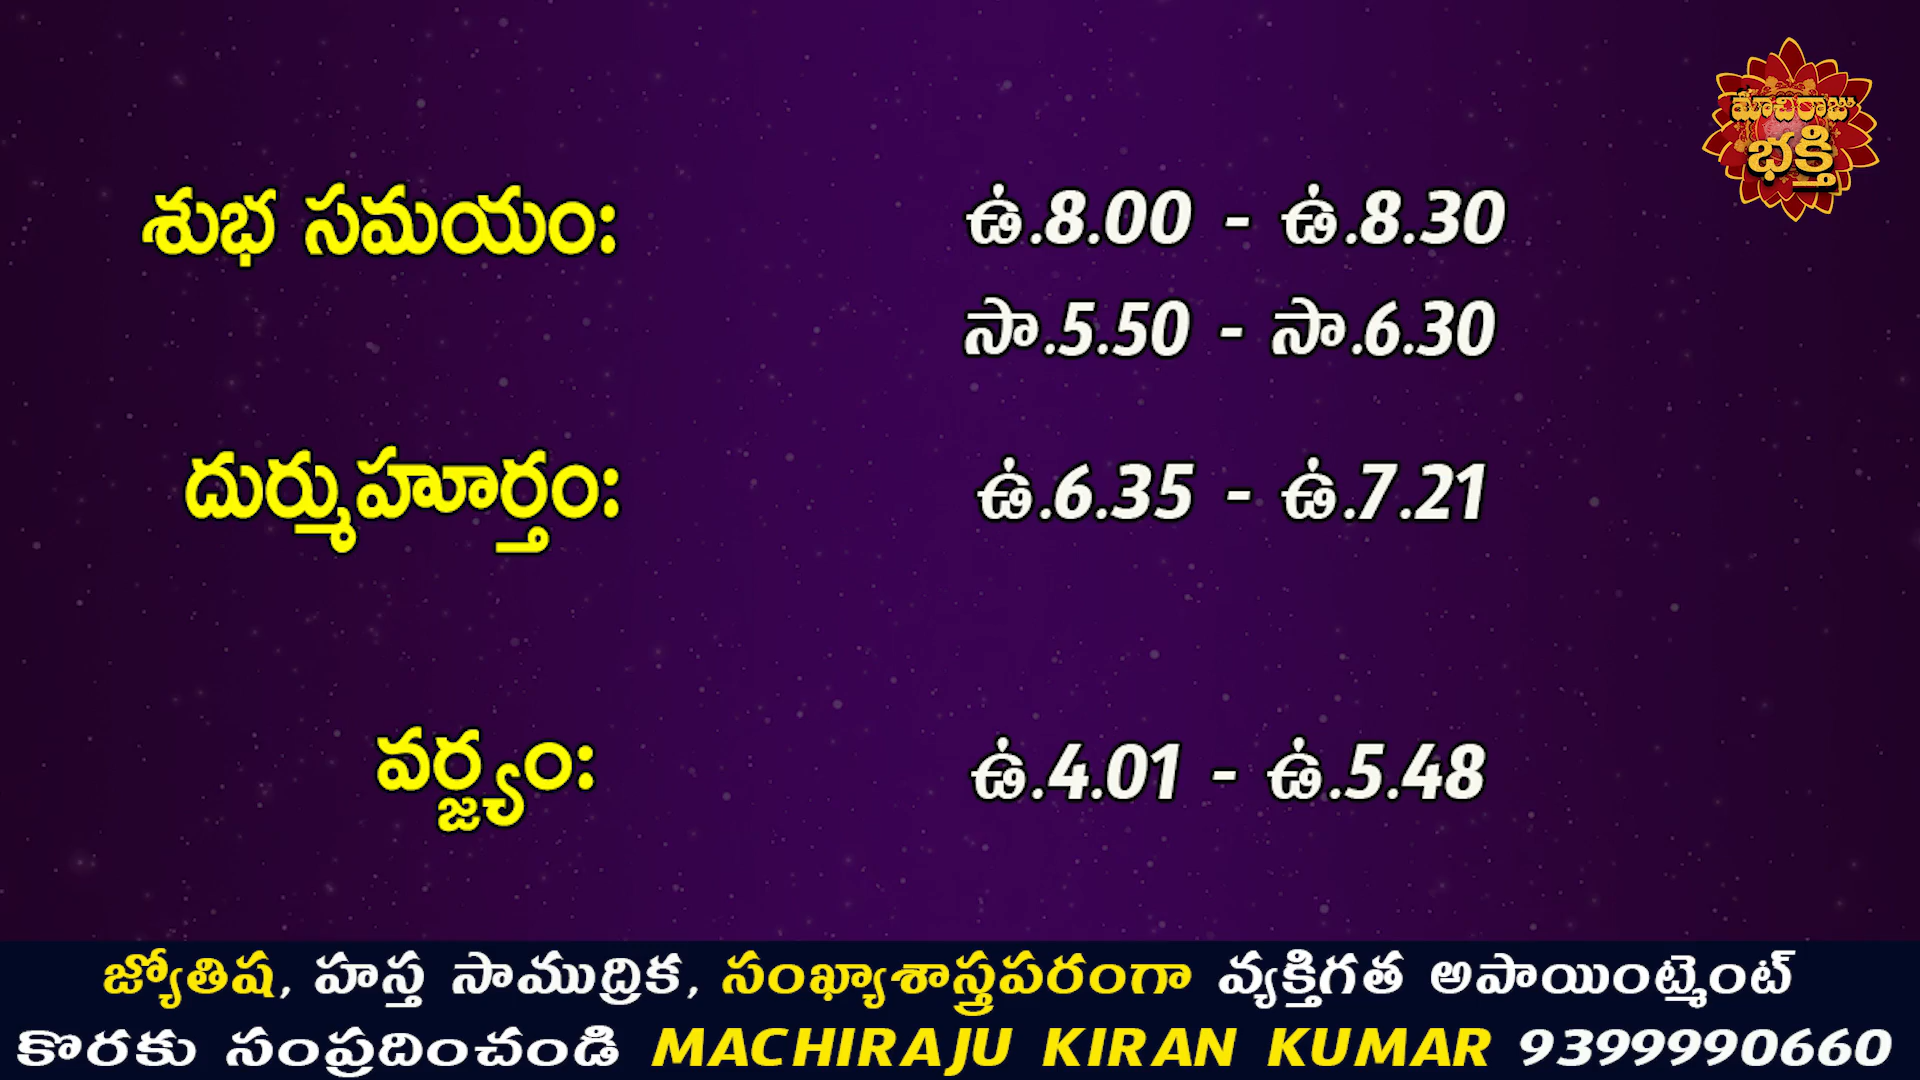 మాచిరాజు
భక్తి
శుభ సమయం: ఉ.8.00 - ఉ.8.30
సా.5.50 - సా.6.30
దుర్ముహూర్తం: ఉ.6.35 - ఉ.7.21
వర్జ్యం: ఉ.4.01 - ఉ.5.48
జ్యోతిష, హస్త సాముద్రిక, సంఖ్యాశాస్త్రపరంగా వ్యక్తిగత అపాయింట్మెంట్
కొరకు సంప్రదించండి MACHIRAJU KIRAN KUMAR 9399990660